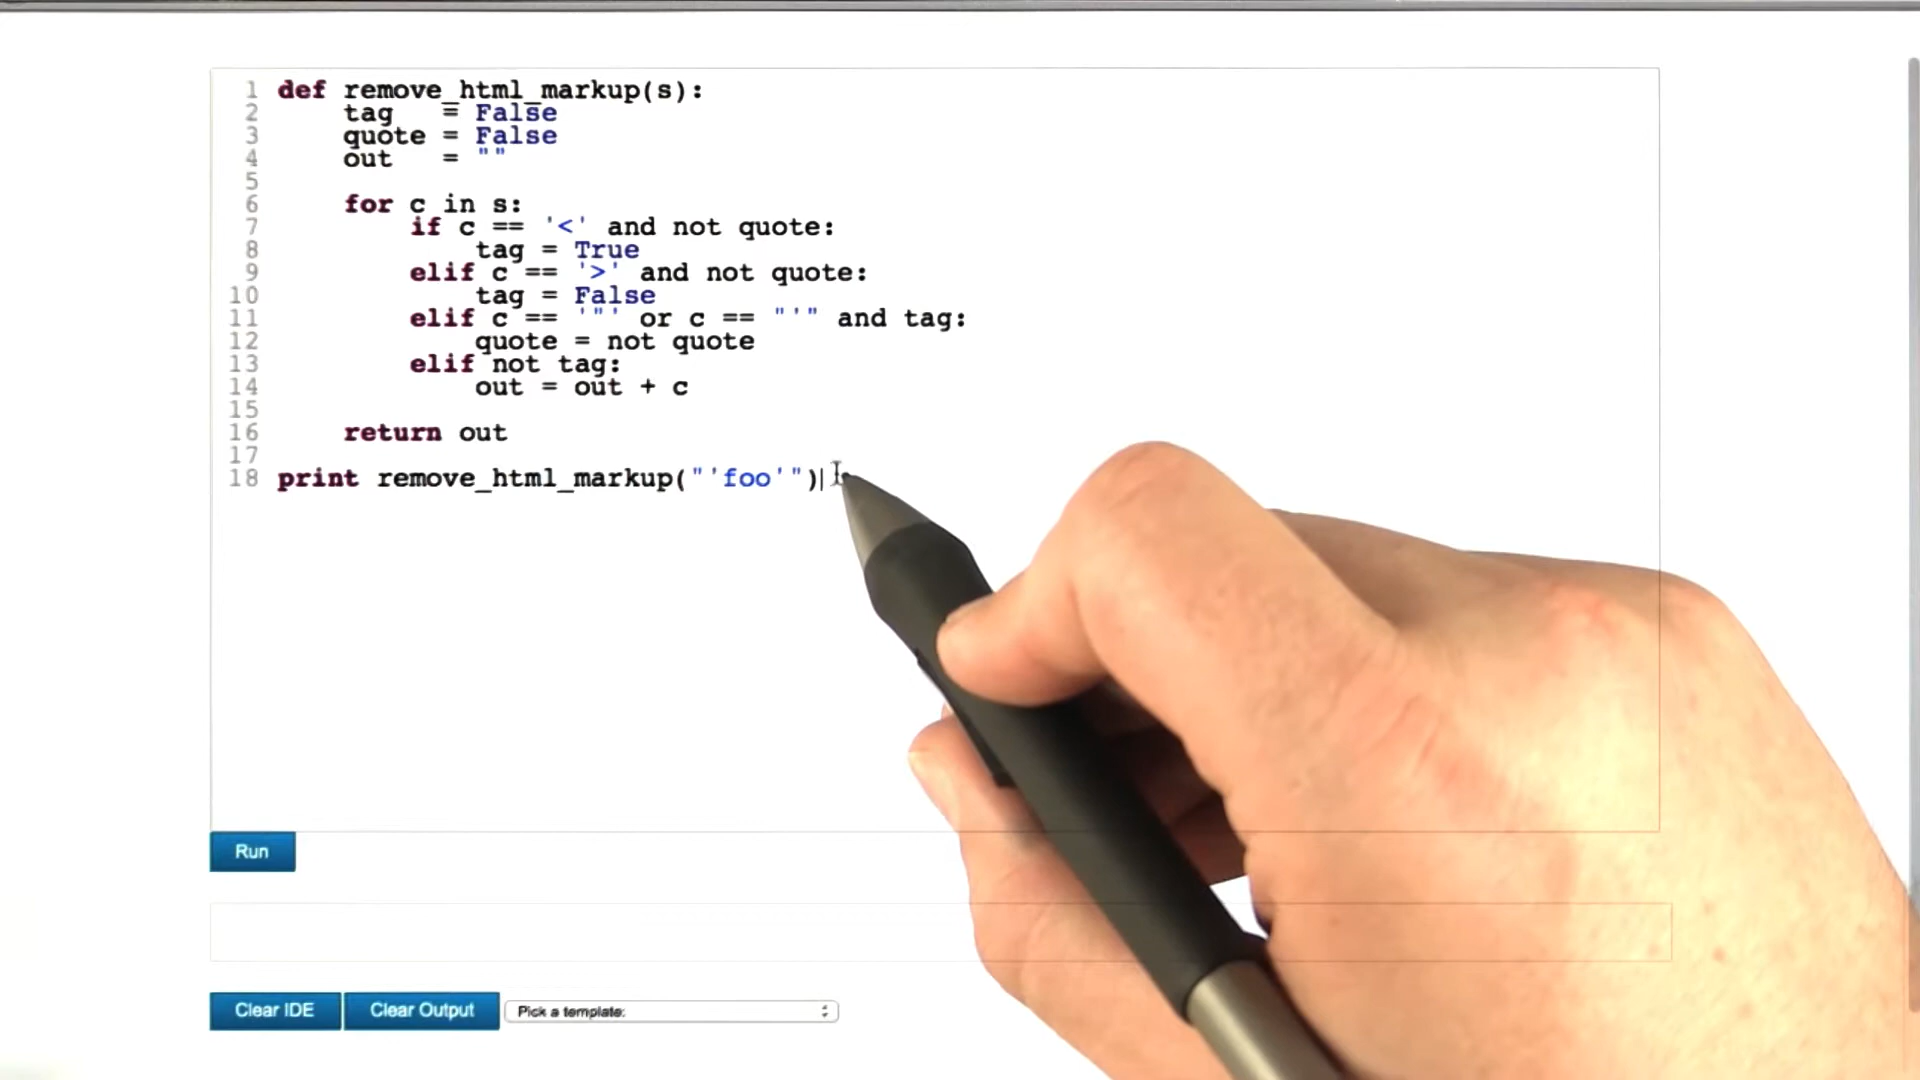 1 def remove_html_markup(s):
2 tag = False
3 quote = False
4 out = ""
5
6 for c in s:
7 if c == '<' and not quote:
8 tag = True
9 elif c == '>' and not quote:
10 tag = False
11 elif c == '"' or c == "'" and tag:
12 quote = not quote
13 elif not tag:
14 out = out + c
15
16 return out
17
18 print remove_html_markup("'foo'")
Run
Clear IDE Clear Output Pick a template: